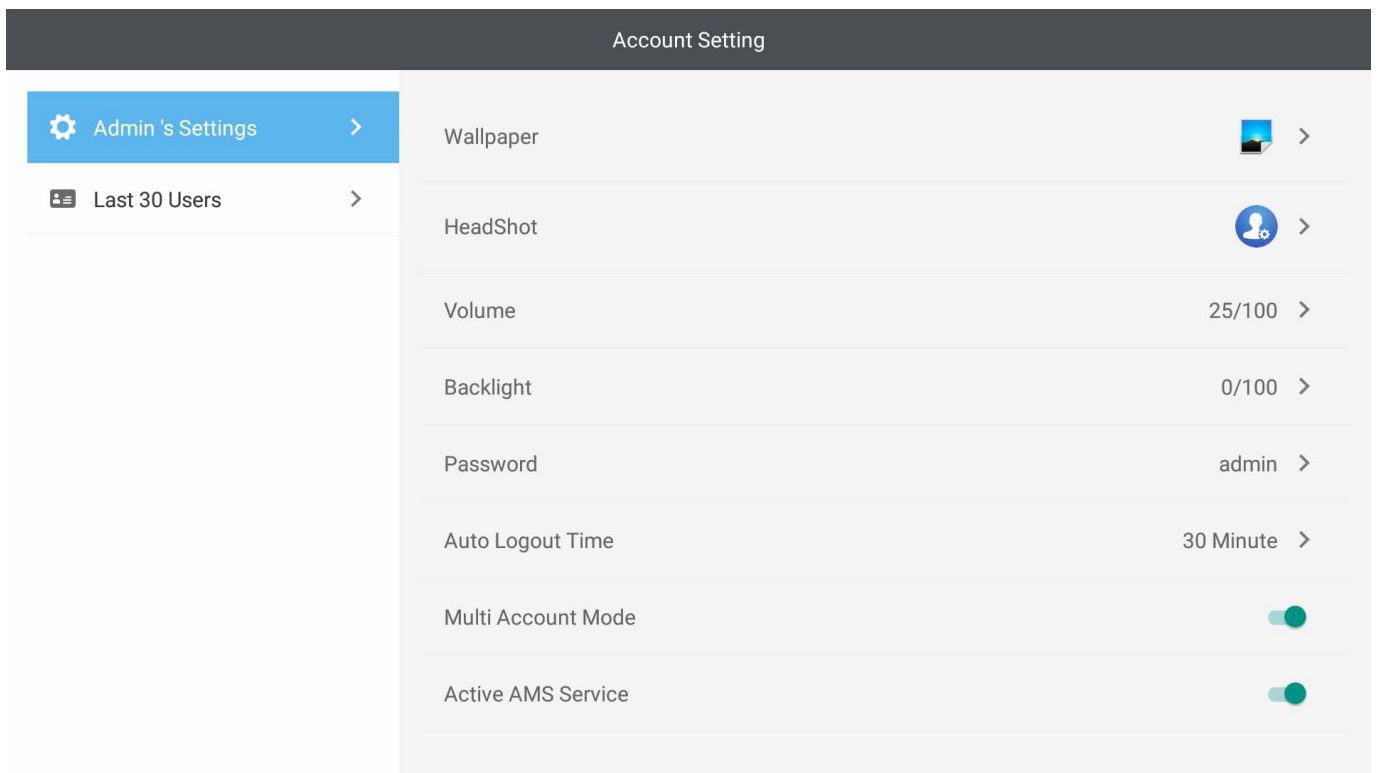 Account Setting
Admin 's Settings
Last 30 Users
Wallpaper
HeadShot
Volume 25/100
Backlight 0/100
Password admin
Auto Logout Time 30 Minute
Multi Account Mode
Active AMS Service